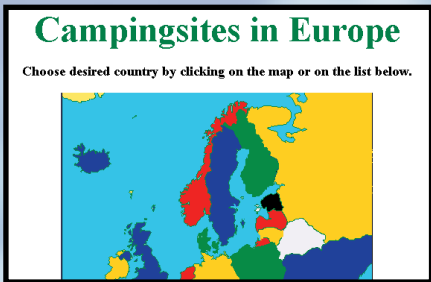 Campingsites in Europe
Choose desired country by clicking on the map or on the list below.